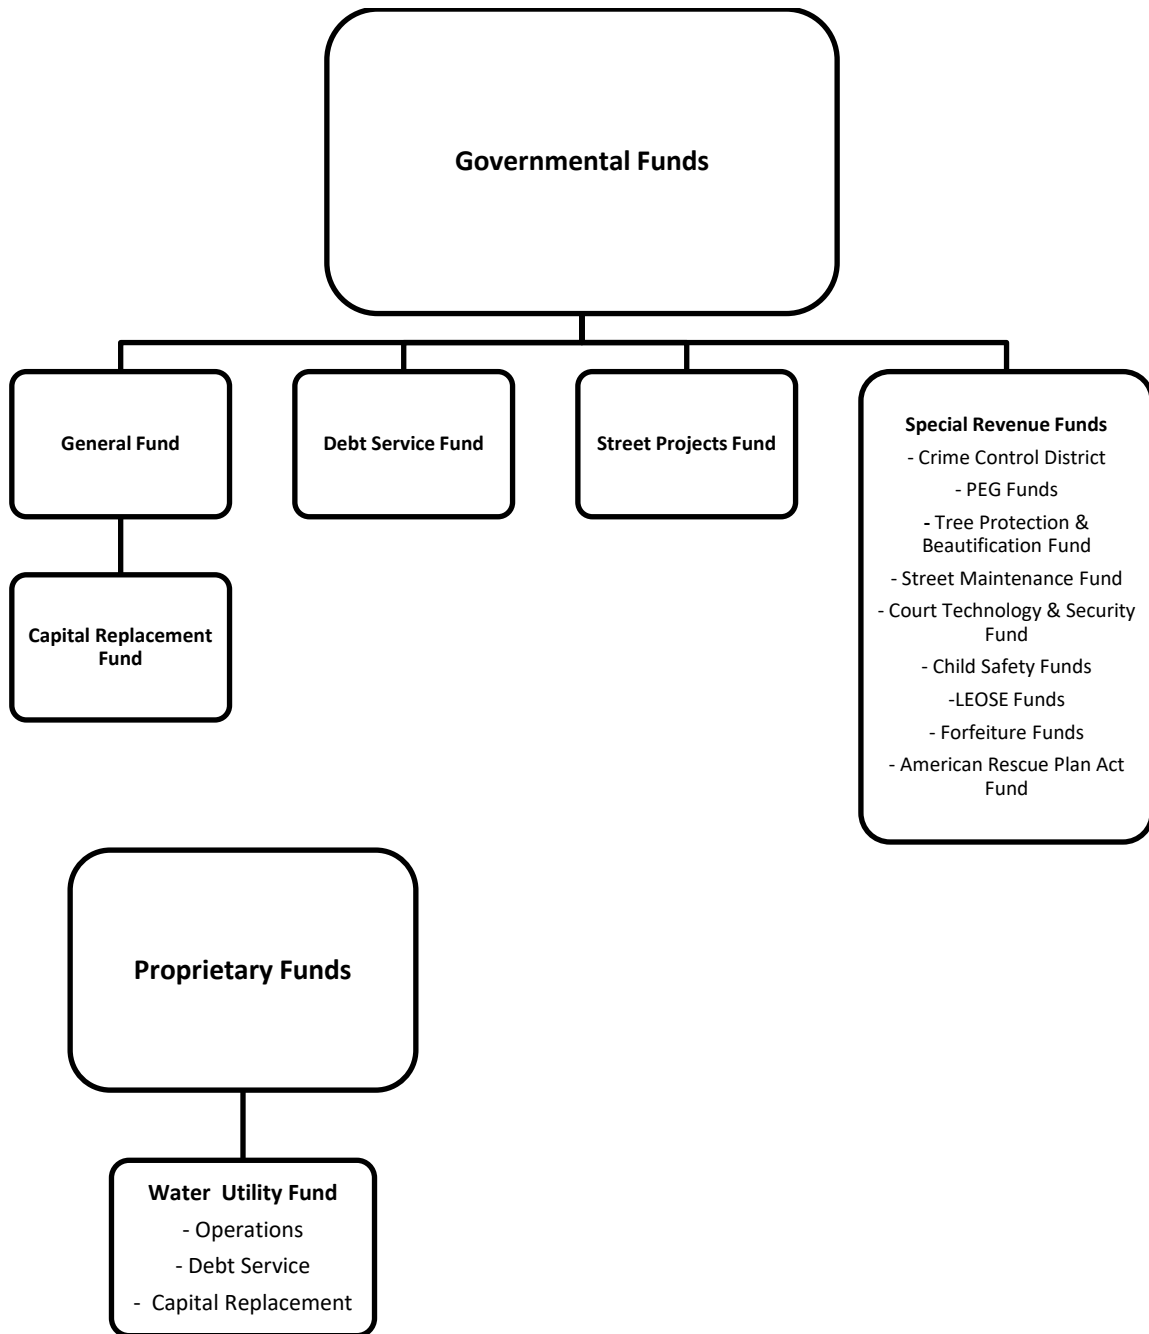 Governmental Funds
General Fund
Debt Service Fund
Street Projects Fund
Special Revenue Funds
- Crime Control District
- PEG Funds
- Tree Protection &
Beautification Fund
- Street Maintenance Fund
- Court Technology & Security
Fund
- Child Safety Funds
-LEOSE Funds
- Forfeiture Funds
- American Rescue Plan Act
Fund
Capital Replacement
Fund
Proprietary Funds
Water  Utility Fund
- Operations
- Debt Service
-  Capital Replacement